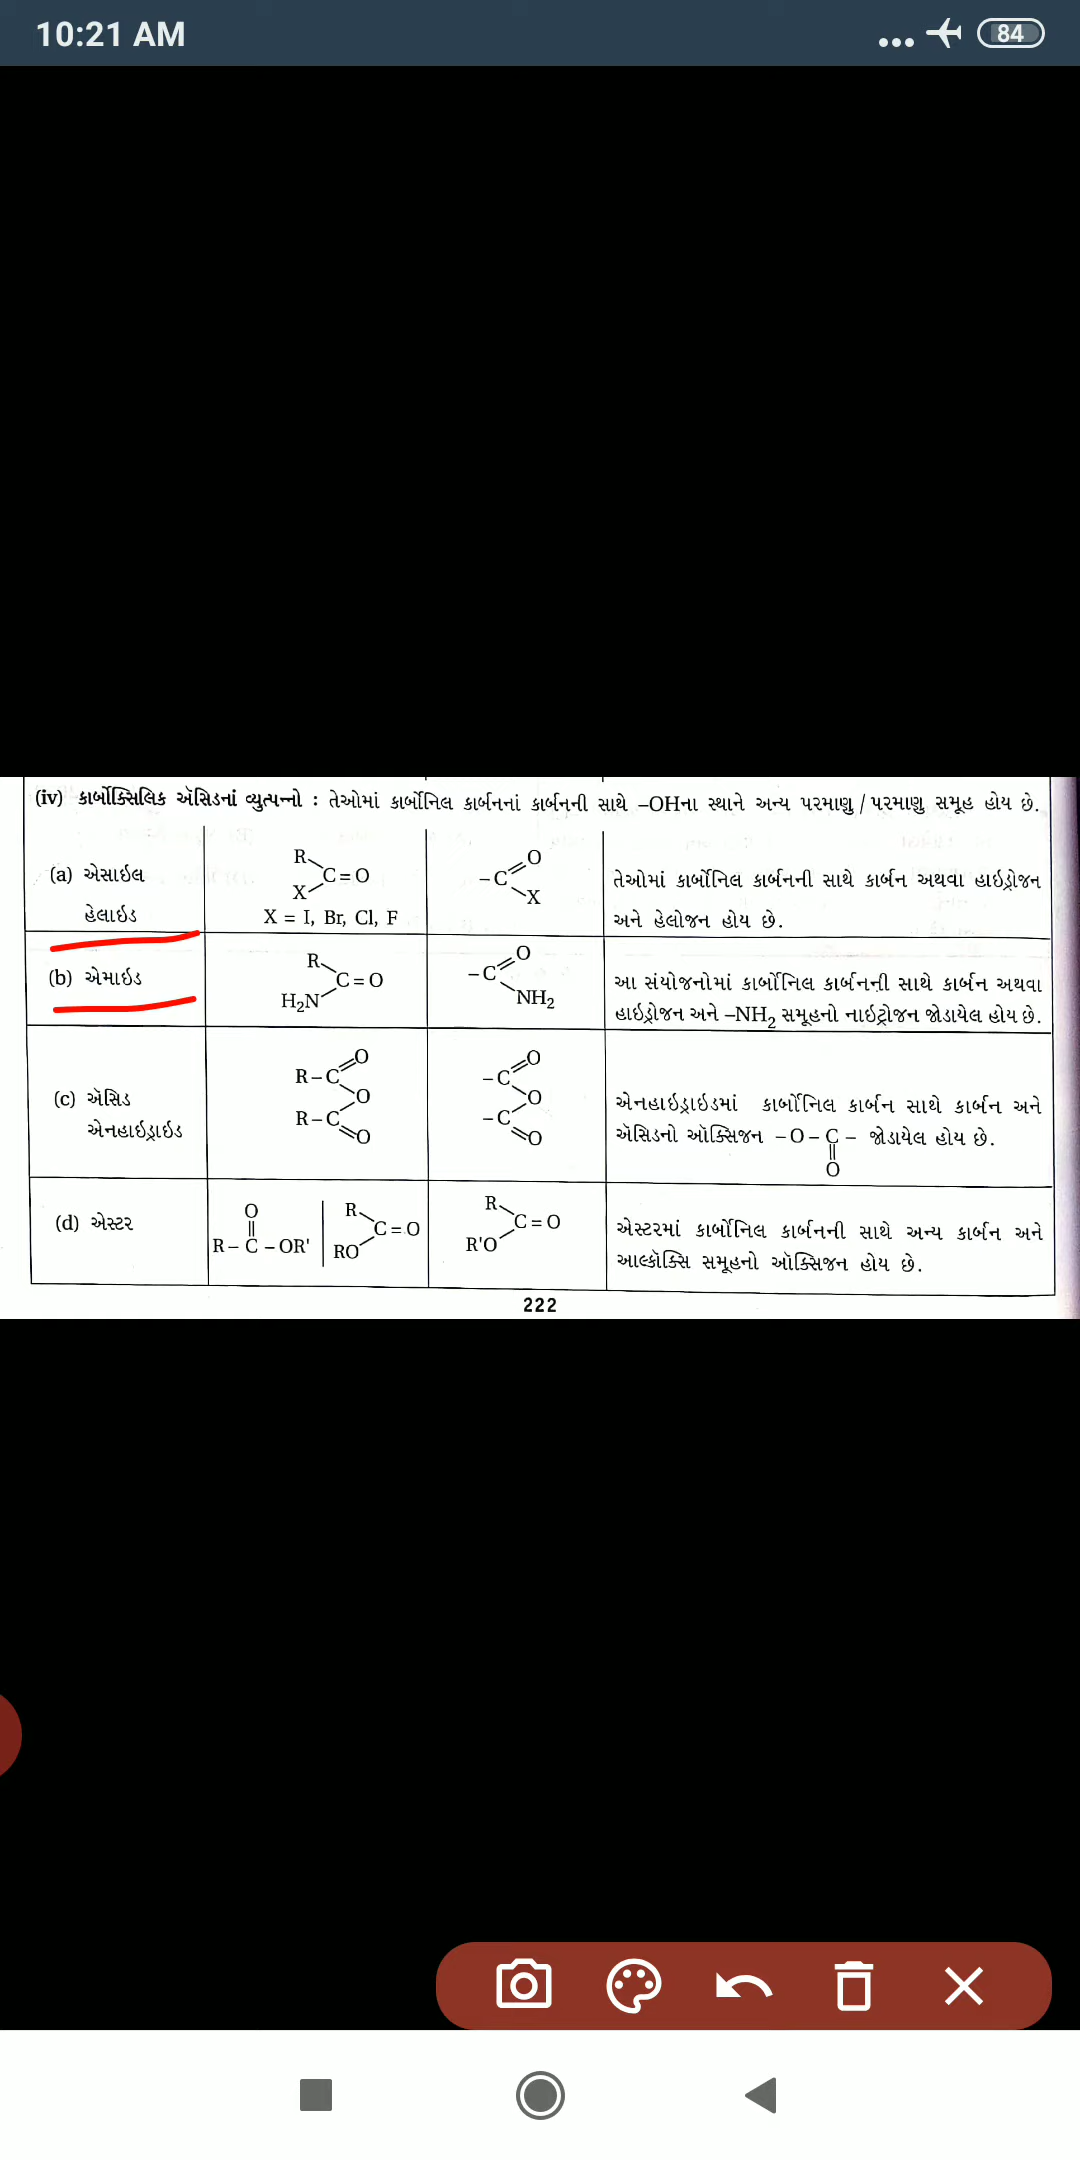 10:21 AM
84
(iv) કાર્બોક્સિલિક ઍસિડનાં વ્યુત્પન્નો : તેઓમાં કાર્બોનિલ કાર્બનનાં કાર્બનની સાથે –OHના સ્થાને અન્ય પરમાણુ / પરમાણુ સમૂહ હોય છે.
(a) એસાઇલ
હેલાઇડ
R
C = O
X
X = I, Br, Cl, F
O
– C
X
તેઓમાં કાર્બોનિલ કાર્બનની સાથે કાર્બન અથવા હાઇડ્રોજન
અને હેલોજન હોય છે.
(b) એમાઇડ
R
C = O
H₂N
O
– C
NH₂
આ સંયોજનોમાં કાર્બોનિલ કાર્બનની સાથે કાર્બન અથવા
હાઇડ્રોજન અને –NH₂ સમૂહનો નાઇટ્રોજન જોડાયેલ હોય છે.
(c) ઍસિડ
એનહાઇડ્રાઇડ
O
R – C
O
R – C
O
O
– C
O
– C
O
એનહાઇડ્રાઇડમાં કાર્બોનિલ કાર્બન સાથે કાર્બન અને
ઍસિડનો ઑક્સિજન – O – C – જોડાયેલ હોય છે.
O
(d) એસ્ટર
O
R – C – OR'
R
C = O
RO
R
C = O
R'O
એસ્ટરમાં કાર્બોનિલ કાર્બનની સાથે અન્ય કાર્બન અને
આલ્કૉક્સિ સમૂહનો ઑક્સિજન હોય છે.
222